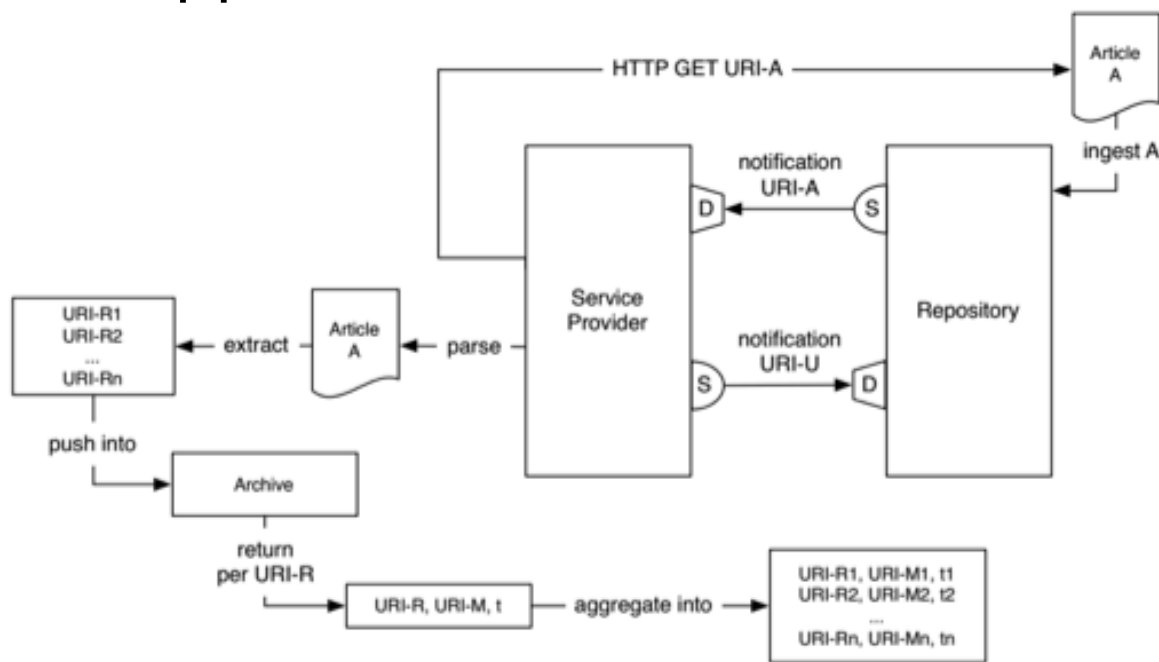 HTTP GET URI-A
Article
A
ingest A
notification
URI-A
D
S
Service
Provider
Repository
notification
URI-U
S
D
URI-R1
URI-R2
...
URI-Rn
extract
Article
A
parse
push into
Archive
return
per URI-R
URI-R, URI-M, t
aggregate into
URI-R1, URI-M1, t1
URI-R2, URI-M2, t2
...
URI-Rn, URI-Mn, tn